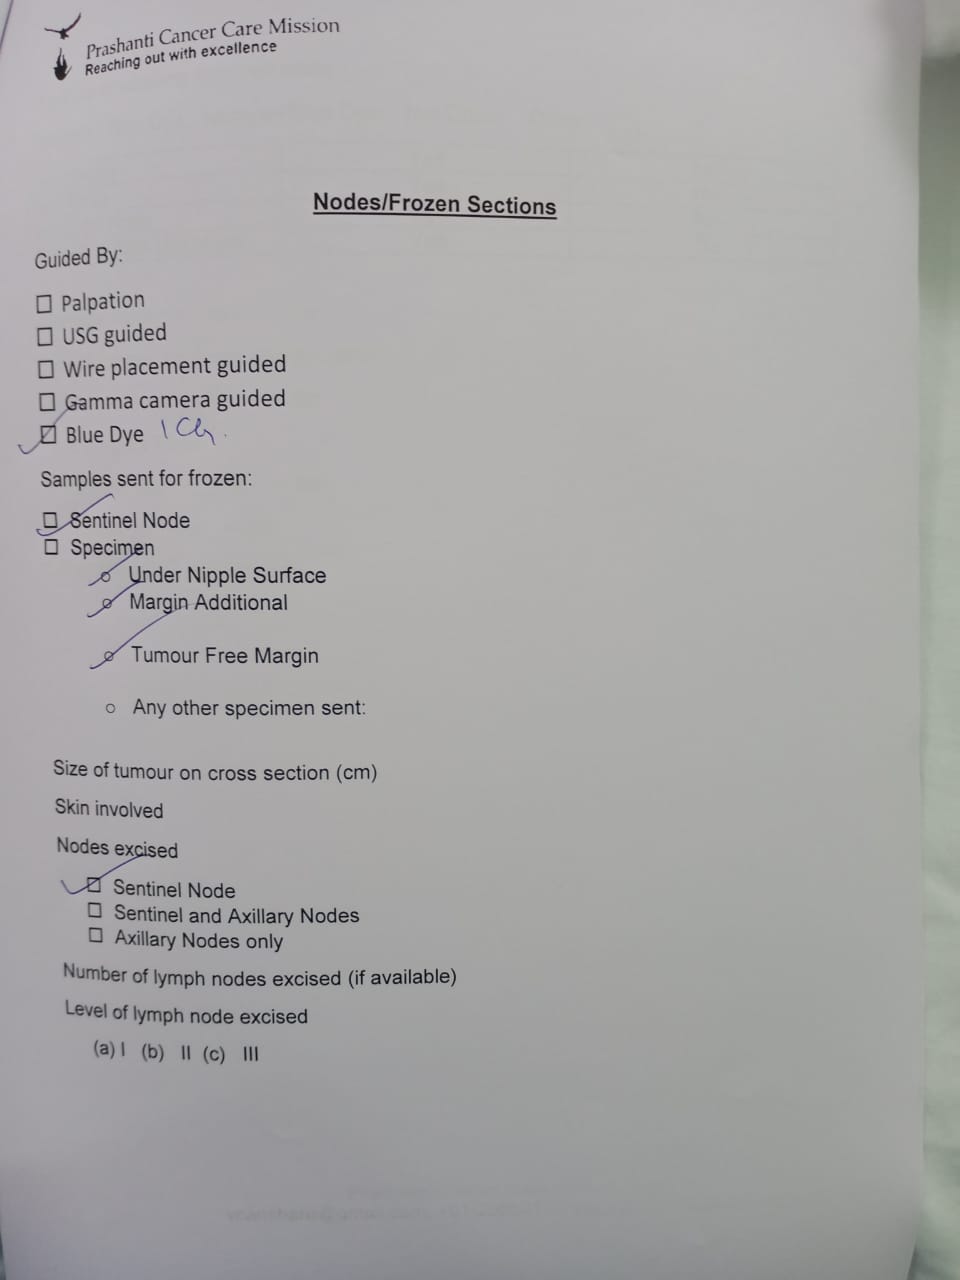 Prashanti Cancer Care Mission
Reaching out with excellence
Nodes/Frozen Sections
Guided By:
☐ Palpation
☐ USG guided
☐ Wire placement guided
☐ Gamma camera guided
☑ Blue Dye
Samples sent for frozen:
☑ Sentinel Node
☐ Specimen
○ Under Nipple Surface
○ Margin Additional
○ Tumour Free Margin
○ Any other specimen sent:
Size of tumour on cross section (cm)
Skin involved
Nodes excised
☑ Sentinel Node
☐ Sentinel and Axillary Nodes
☐ Axillary Nodes only
Number of lymph nodes excised (if available)
Level of lymph node excised
(a) I (b) II (c) III